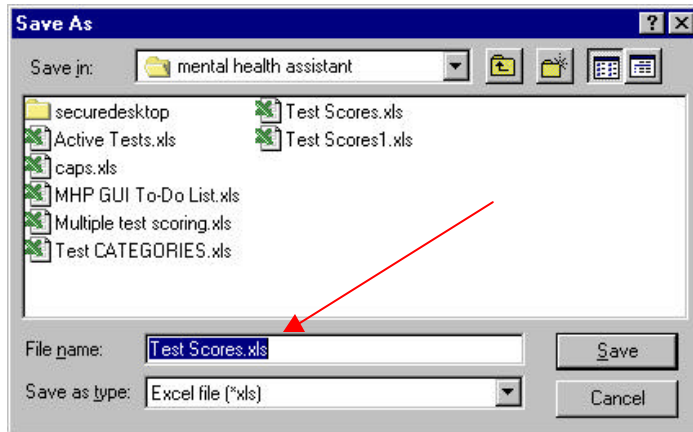 Save As
Save in: mental health assistant
securedesktop
Active Tests.xls
caps.xls
MHP GUI To-Do List.xls
Multiple test scoring.xls
Test CATEGORIES.xls
Test Scores.xls
Test Scores1.xls
File name: Test Scores.xls Save
Save as type: Excel file (*xls) Cancel